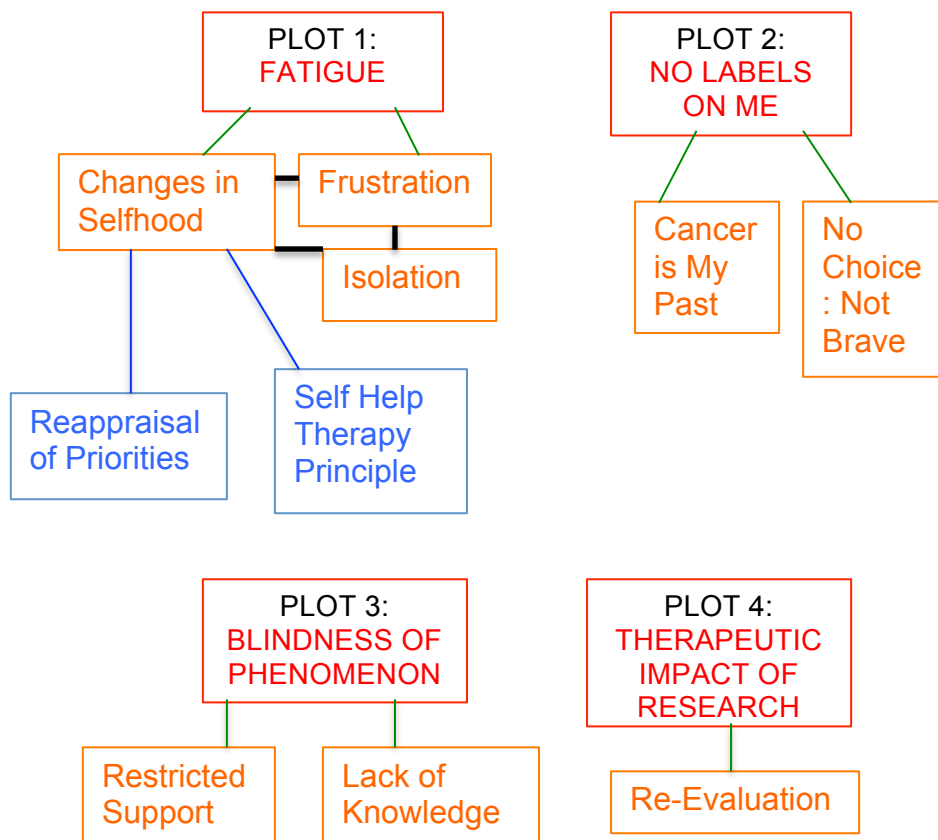 PLOT 1:
FATIGUE
Changes in
Selfhood
Frustration
Isolation
Reappraisal
of Priorities
Self Help
Therapy
Principle
PLOT 2:
NO LABELS
ON ME
Cancer
is My
Past
No
Choice
: Not
Brave
PLOT 3:
BLINDNESS OF
PHENOMENON
Restricted
Support
Lack of
Knowledge
PLOT 4:
THERAPEUTIC
IMPACT OF
RESEARCH
Re-Evaluation